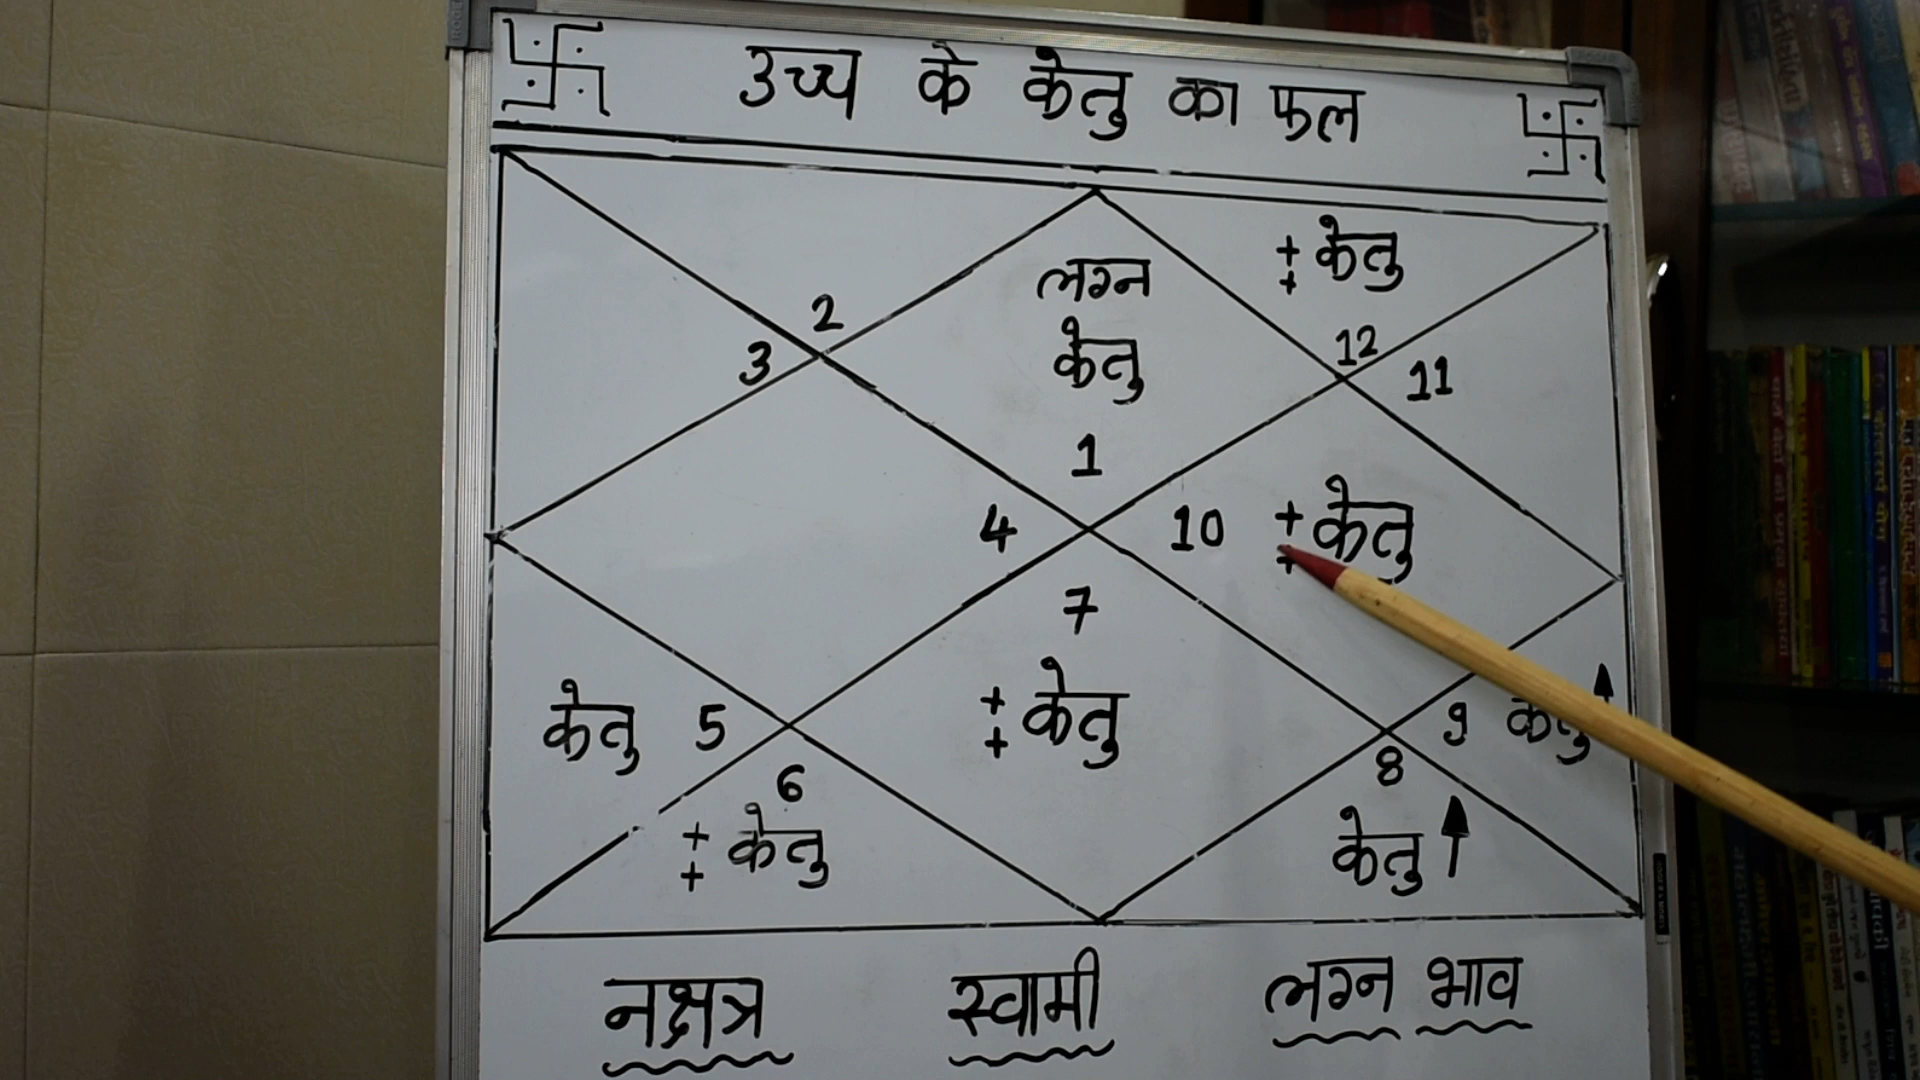 उच्च के केतु का फल
लग्न
केतु
1
2
3
++ केतु
12
11
4
10
++ केतु
7
++ केतु
केतु 5
6
++ केतु
8
केतु
9 केतु
नक्षत्र स्वामी लग्न भाव